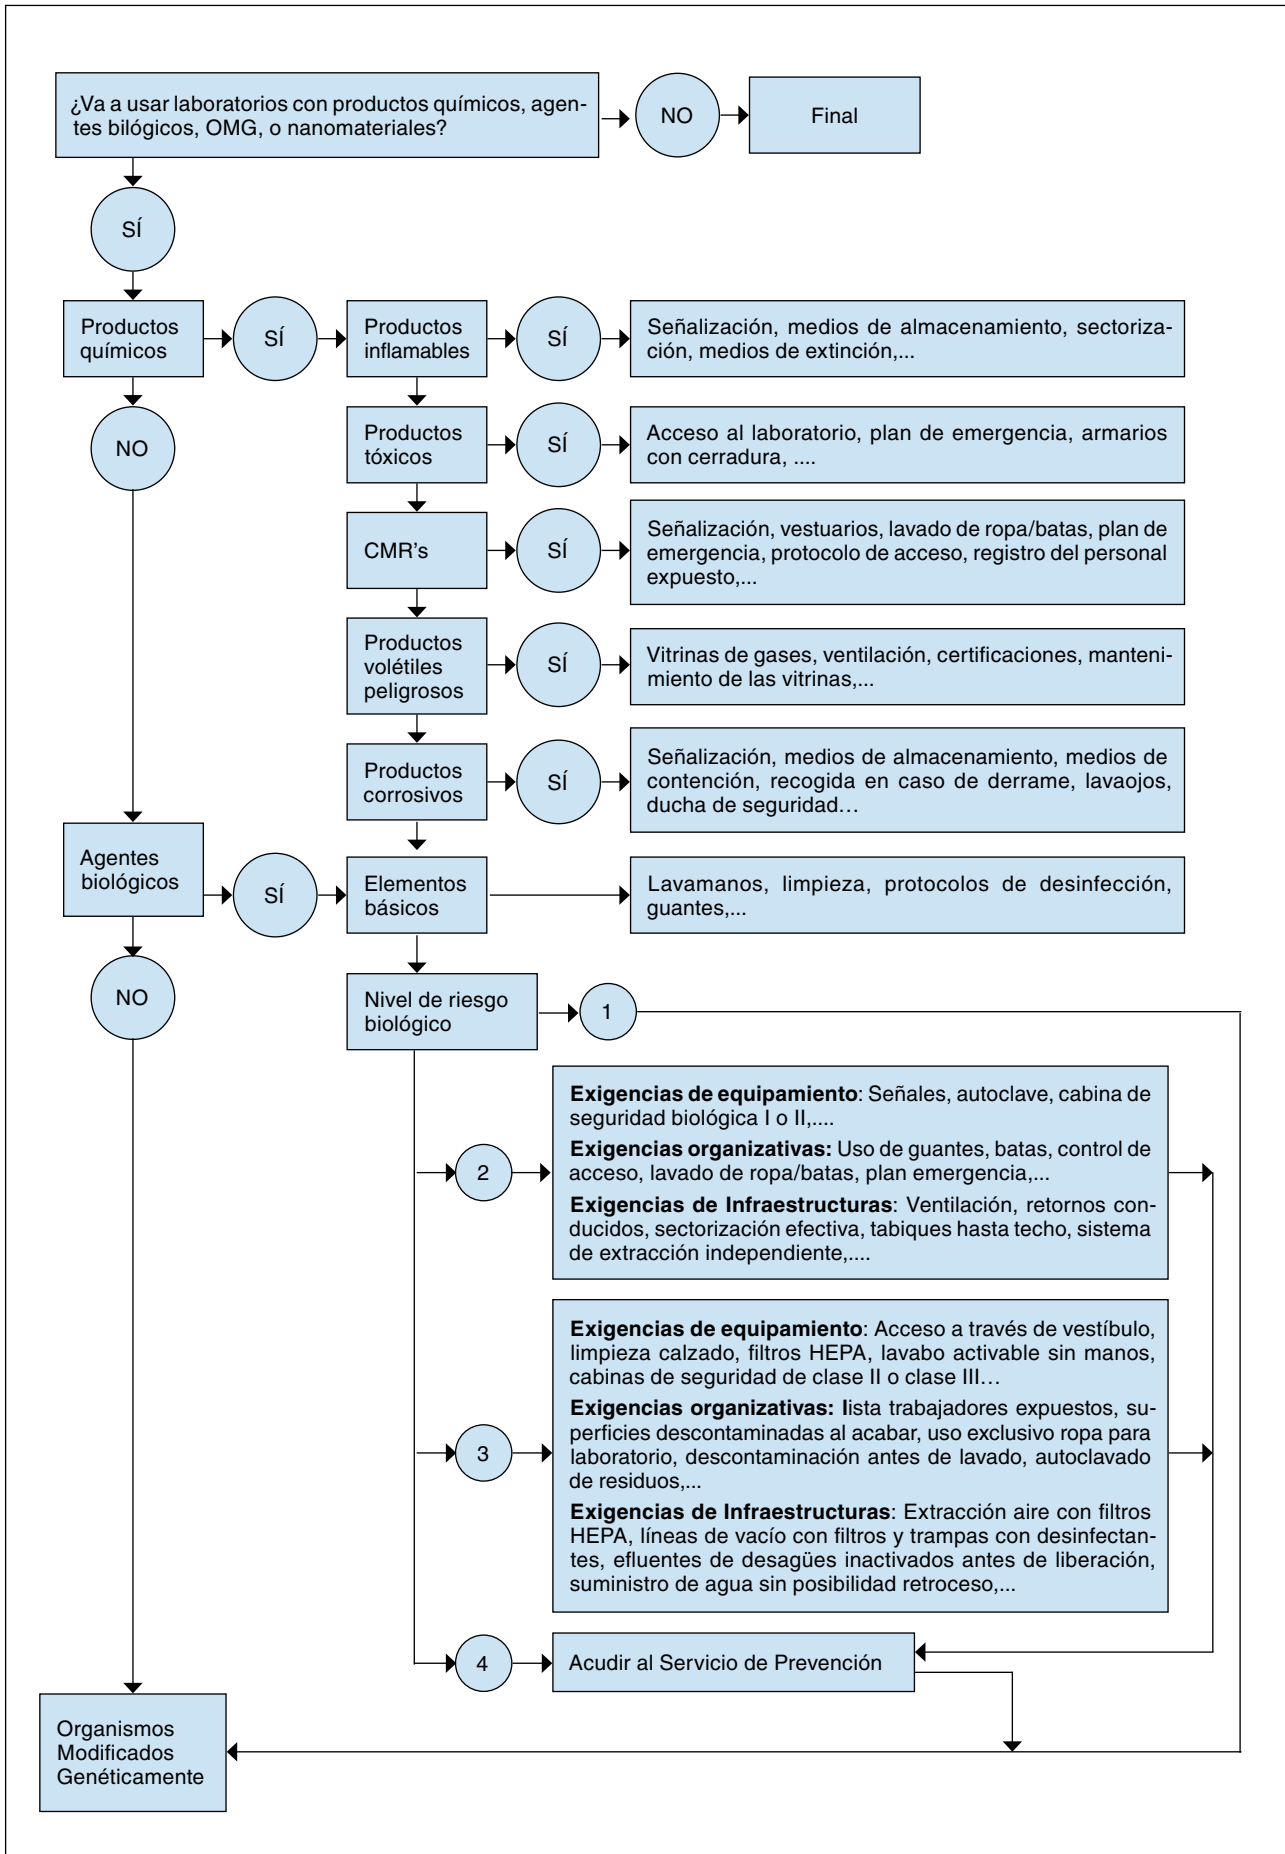 ¿Va a usar laboratorios con productos químicos, agen-
tes bilógicos, OMG, o nanomateriales?
NO
Final
SÍ
Productos
químicos
SÍ
Productos
inflamables
SÍ
Señalización, medios de almacenamiento, sectoriza-
ción, medios de extinción,...
NO
Productos
tóxicos
SÍ
Acceso al laboratorio, plan de emergencia, armarios
con cerradura, ....
CMR's
SÍ
Señalización, vestuarios, lavado de ropa/batas, plan de
emergencia, protocolo de acceso, registro del personal
expuesto,...
Productos
volétiles
peligrosos
SÍ
Vitrinas de gases, ventilación, certificaciones, manteni-
miento de las vitrinas,...
Productos
corrosivos
SÍ
Señalización, medios de almacenamiento, medios de
contención, recogida en caso de derrame, lavaojos,
ducha de seguridad...
Agentes
biológicos
SÍ
Elementos
básicos
Lavamanos, limpieza, protocolos de desinfección,
guantes,...
NO
Nivel de riesgo
biológico
1
2
Exigencias de equipamiento: Señales, autoclave, cabina de
seguridad biológica I o II,....
Exigencias organizativas: Uso de guantes, batas, control de
acceso, lavado de ropa/batas, plan emergencia,...
Exigencias de Infraestructuras: Ventilación, retornos con-
ducidos, sectorización efectiva, tabiques hasta techo, sistema
de extracción independiente,....
3
Exigencias de equipamiento: Acceso a través de vestíbulo,
limpieza calzado, filtros HEPA, lavabo activable sin manos,
cabinas de seguridad de clase II o clase III...
Exigencias organizativas: lista trabajadores expuestos, su-
perficies descontaminadas al acabar, uso exclusivo ropa para
laboratorio, descontaminación antes de lavado, autoclavado
de residuos,...
Exigencias de Infraestructuras: Extracción aire con filtros
HEPA, líneas de vacío con filtros y trampas con desinfectan-
tes, efluentes de desagües inactivados antes de liberación,
suministro de agua sin posibilidad retroceso,...
4
Acudir al Servicio de Prevención
Organismos
Modificados
Genéticamente